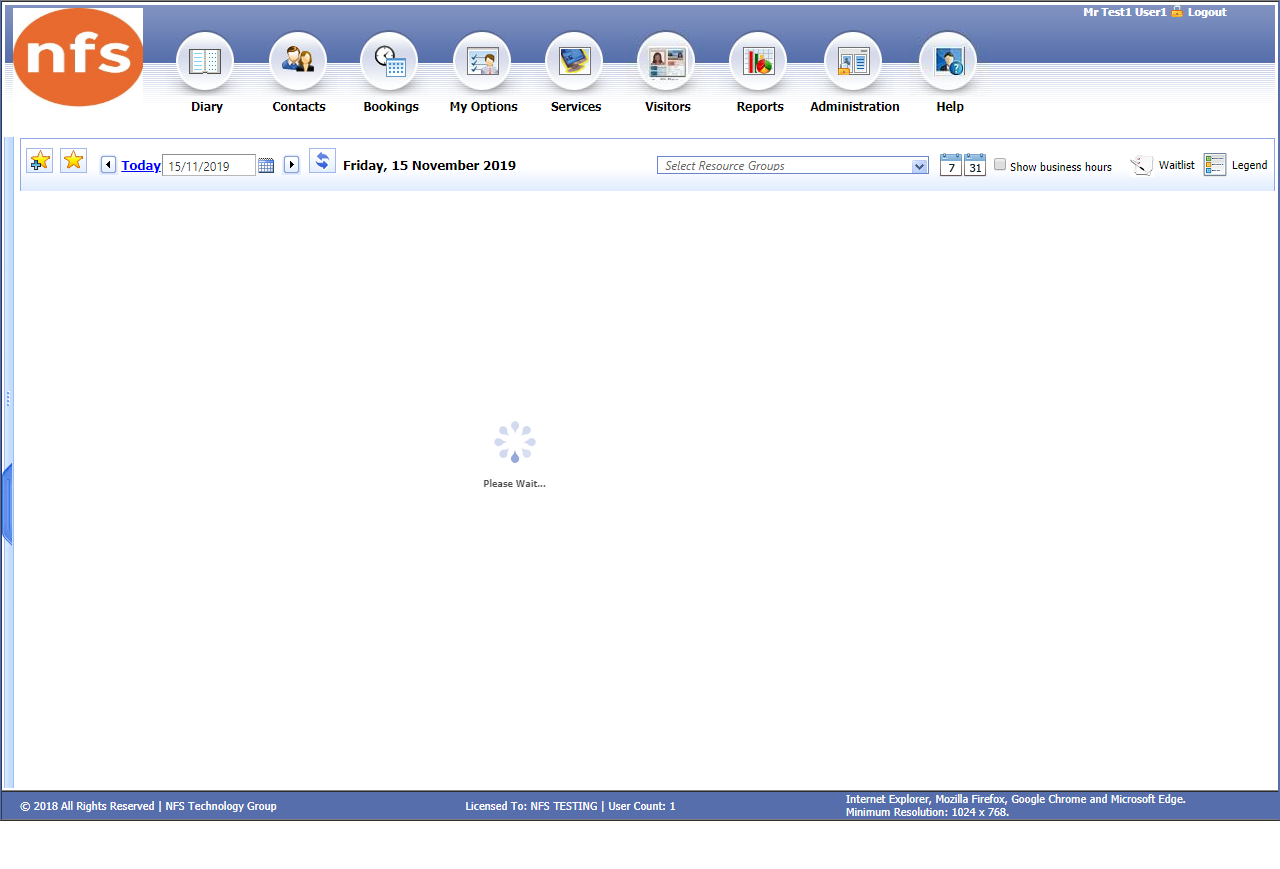 Mr Test1 User1 Logout
nfs
Diary
Contacts
Bookings
My Options
Services
Visitors
Reports
Administration
Help
Today
15/11/2019
Friday, 15 November 2019
Select Resource Groups
7
31
Show business hours
Waitlist
Legend
Please Wait...
© 2018 All Rights Reserved | NFS Technology Group
Licensed To: NFS TESTING | User Count: 1
Internet Explorer, Mozilla Firefox, Google Chrome and Microsoft Edge.
Minimum Resolution: 1024 x 768.